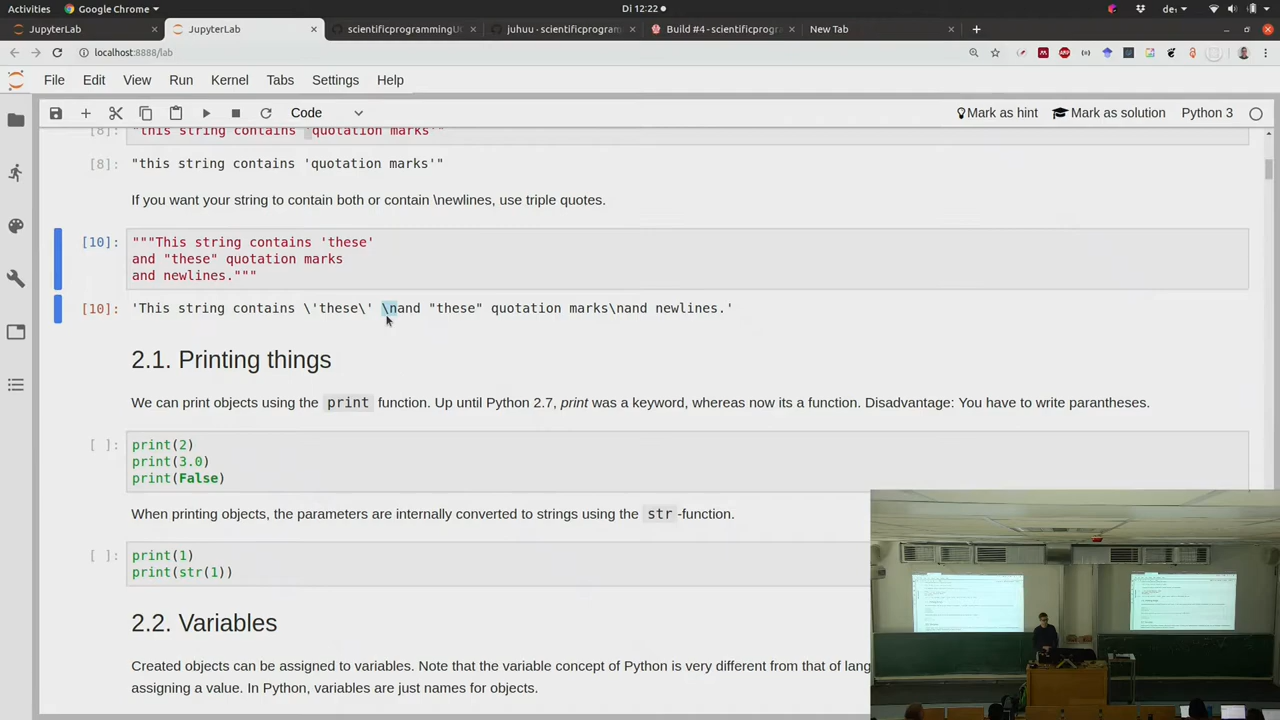 Activities
Google Chrome
Di 12:22
de
JupyterLab
JupyterLab
scientificprogrammingU
juhuu · scientificprogram
Build #4 - scientificprog
New Tab
localhost:8888/lab
File Edit View Run Kernel Tabs Settings Help
Code
Mark as hint
Mark as solution
Python 3
[8]: "this string contains 'quotation marks'"
[8]: "this string contains 'quotation marks'"
If you want your string to contain both or contain \newlines, use triple quotes.
[10]: """This string contains 'these'
and "these" quotation marks
and newlines."""
[10]: 'This string contains \'these\' \nand "these" quotation marks\nand newlines.'
2.1. Printing things
We can print objects using the print function. Up until Python 2.7, print was a keyword, whereas now its a function. Disadvantage: You have to write parantheses.
[ ]: print(2)
print(3.0)
print(False)
When printing objects, the parameters are internally converted to strings using the str -function.
[ ]: print(1)
print(str(1))
2.2. Variables
Created objects can be assigned to variables. Note that the variable concept of Python is very different from that of lang
assigning a value. In Python, variables are just names for objects.